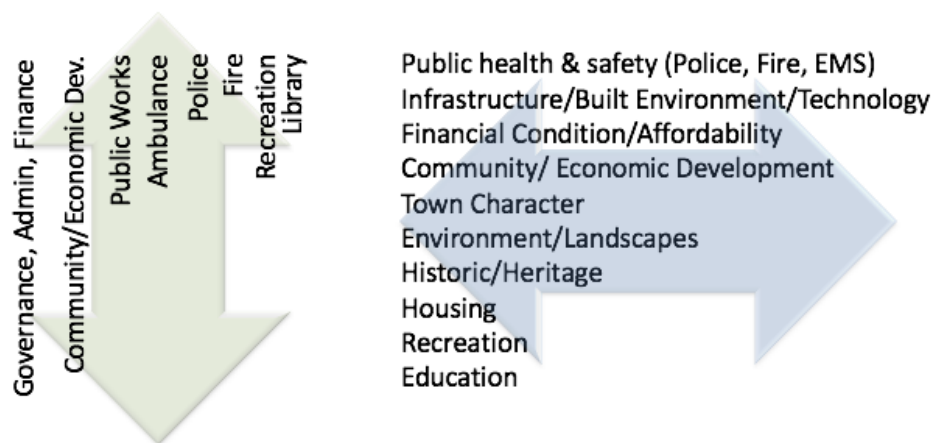 Governance, Admin, Finance
Community/Economic Dev.
Public Works
Ambulance
Police
Fire
Recreation
Library
Public health & safety (Police, Fire, EMS)
Infrastructure/Built Environment/Technology
Financial Condition/Affordability
Community/ Economic Development
Town Character
Environment/Landscapes
Historic/Heritage
Housing
Recreation
Education